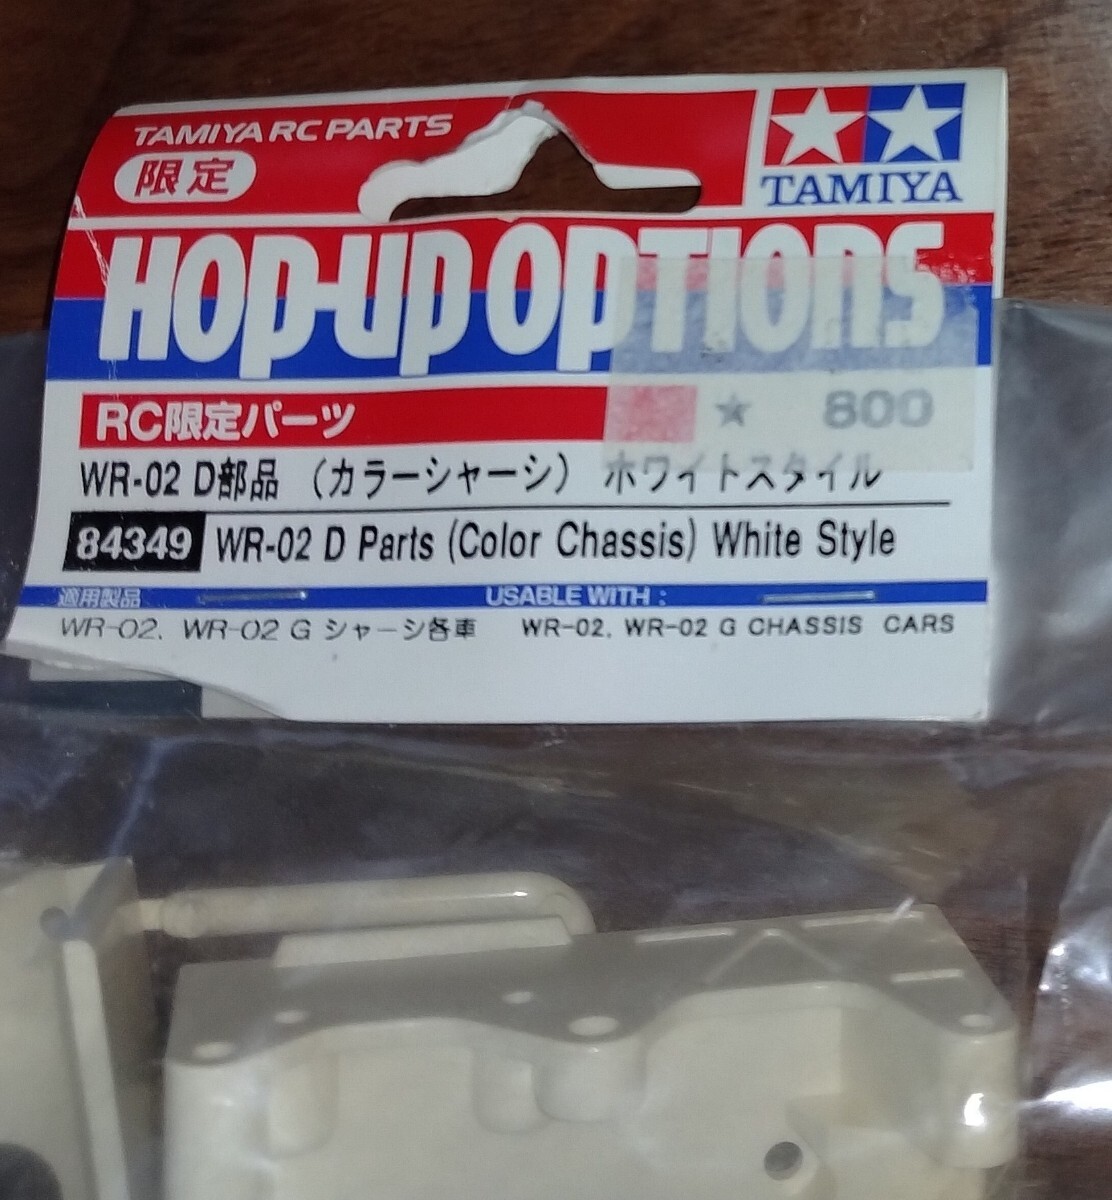 TAMIYA RC PARTS
限定
TAMIYA
HOP-UP OPTIONS
RC限定パーツ
★ 800
WR-02 D部品 (カラーシャーシ) ホワイトスタイル
84349 WR-02 D Parts (Color Chassis) White Style
適用製品 USABLE WITH :
WR-02, WR-02 G シャーシ各車 WR-02, WR-02 G CHASSIS CARS